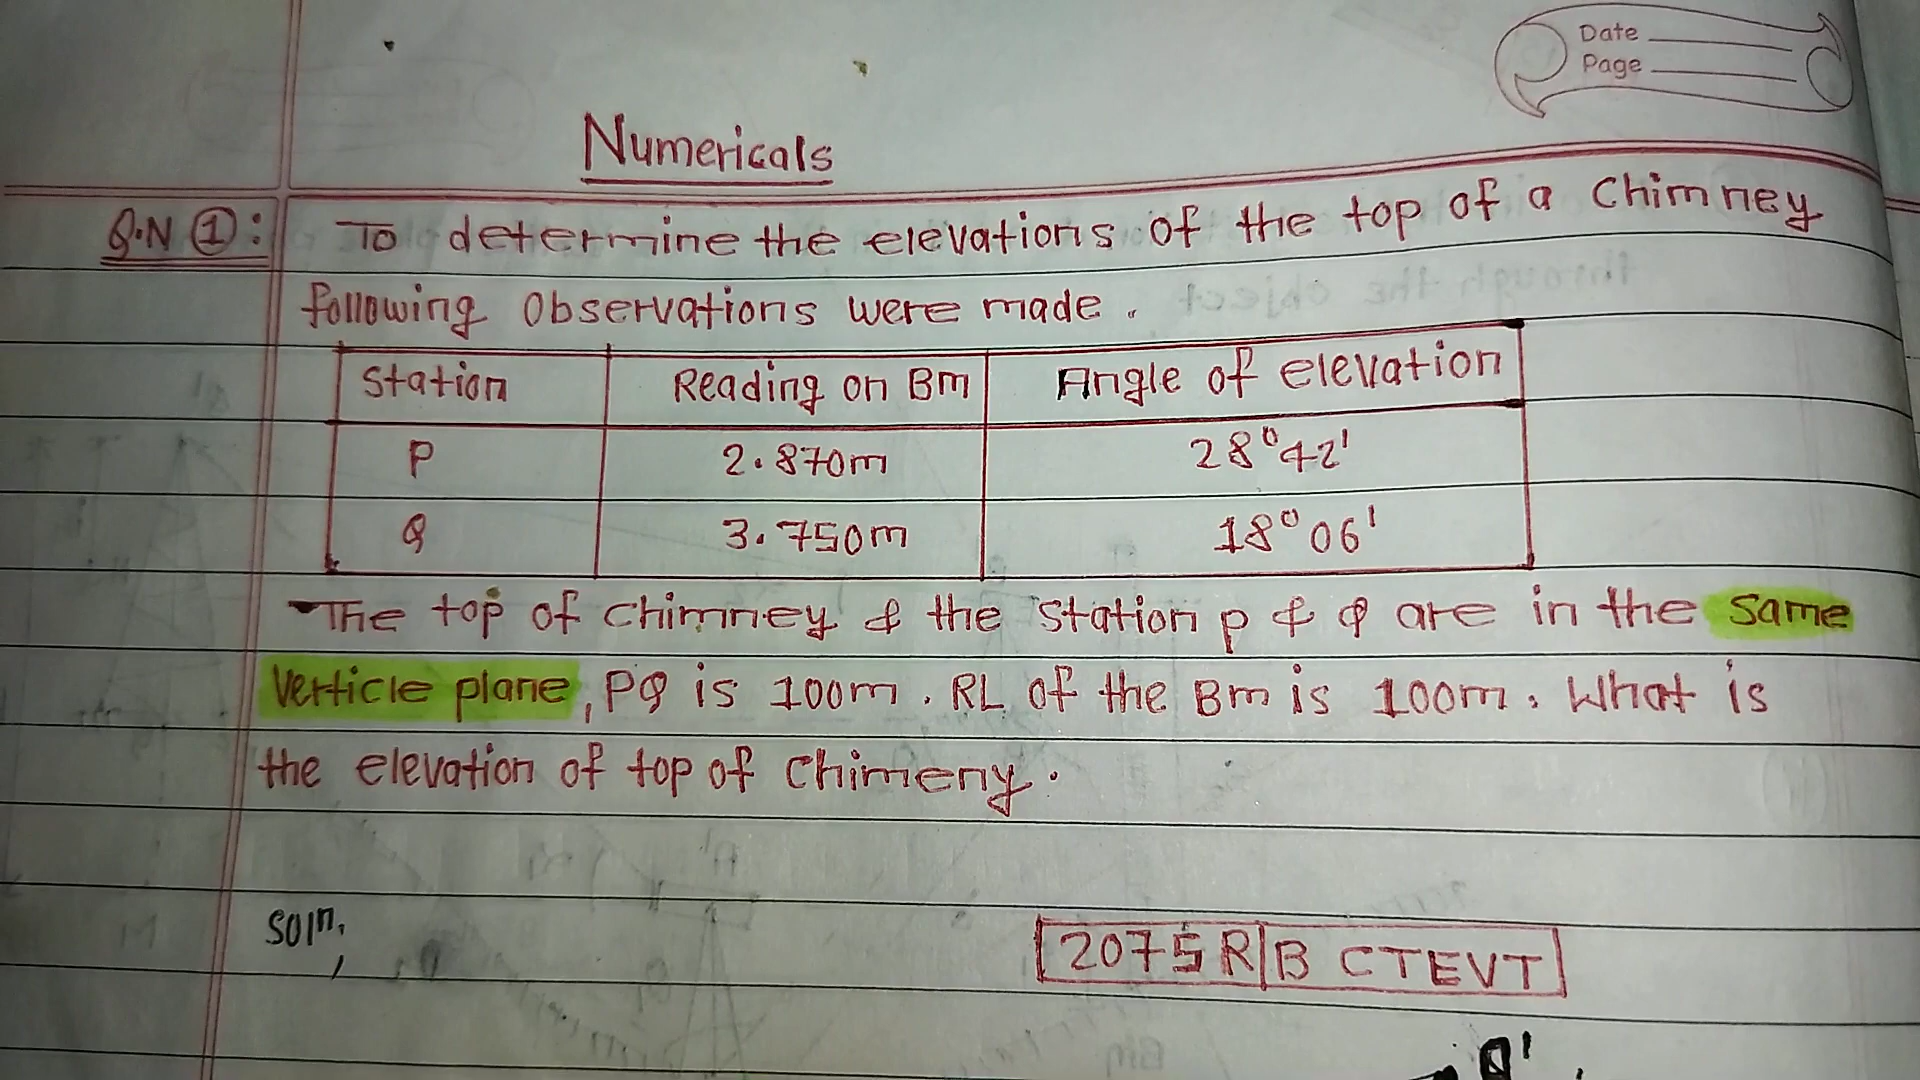 Date
Page
Numericals
Q.N ①: To determine the elevations of the top of a Chimney
following Observations were made.
Station Reading on Bm Angle of elevation
P 2.870m 28°42'
Q 3.750m 18°06'
The top of chimney & the station P & Q are in the same
verticle plane, PQ is 100m. RL of the Bm is 100m. What is
the elevation of top of Chimeny.
soln,
2075 R/B CTEVT
Q'